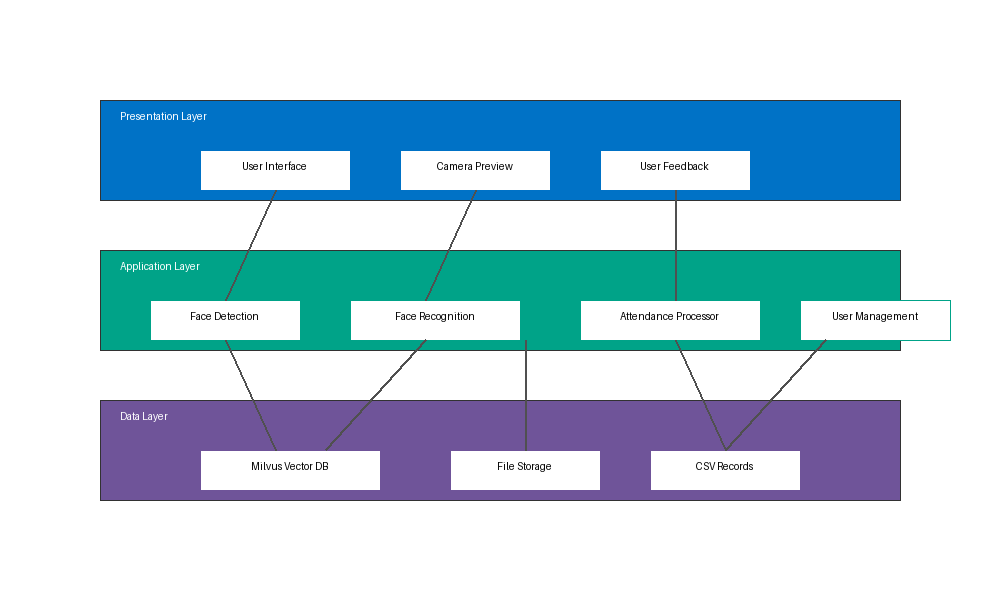 Presentation Layer
User Interface
Camera Preview
User Feedback
Application Layer
Face Detection
Face Recognition
Attendance Processor
User Management
Data Layer
Milvus Vector DB
File Storage
CSV Records